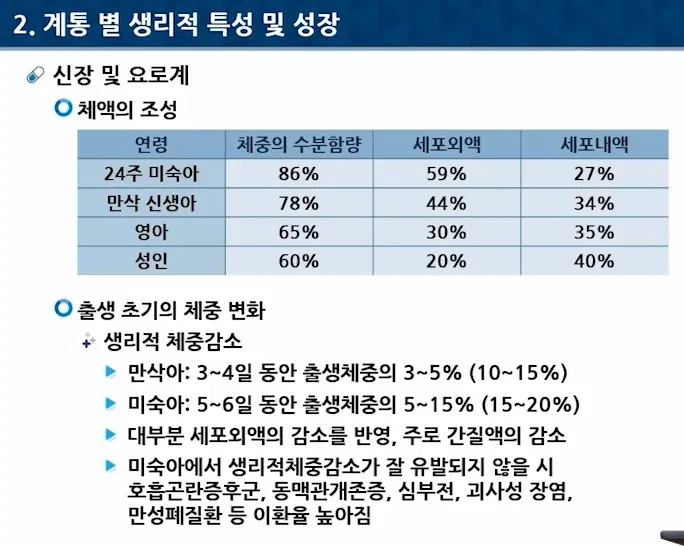 2. 계통 별 생리적 특성 및 성장
신장 및 요로계
체액의 조성
연령 체중의 수분함량 세포외액 세포내액
24주 미숙아 86% 59% 27%
만삭 신생아 78% 44% 34%
영아 65% 30% 35%
성인 60% 20% 40%
출생 초기의 체중 변화
생리적 체중감소
만삭아: 3~4일 동안 출생체중의 3~5% (10~15%)
미숙아: 5~6일 동안 출생체중의 5~15% (15~20%)
대부분 세포외액의 감소를 반영, 주로 간질액의 감소
미숙아에서 생리적체중감소가 잘 유발되지 않을 시
호흡곤란증후군, 동맥관개존증, 심부전, 괴사성 장염,
만성폐질환 등 이환율 높아짐